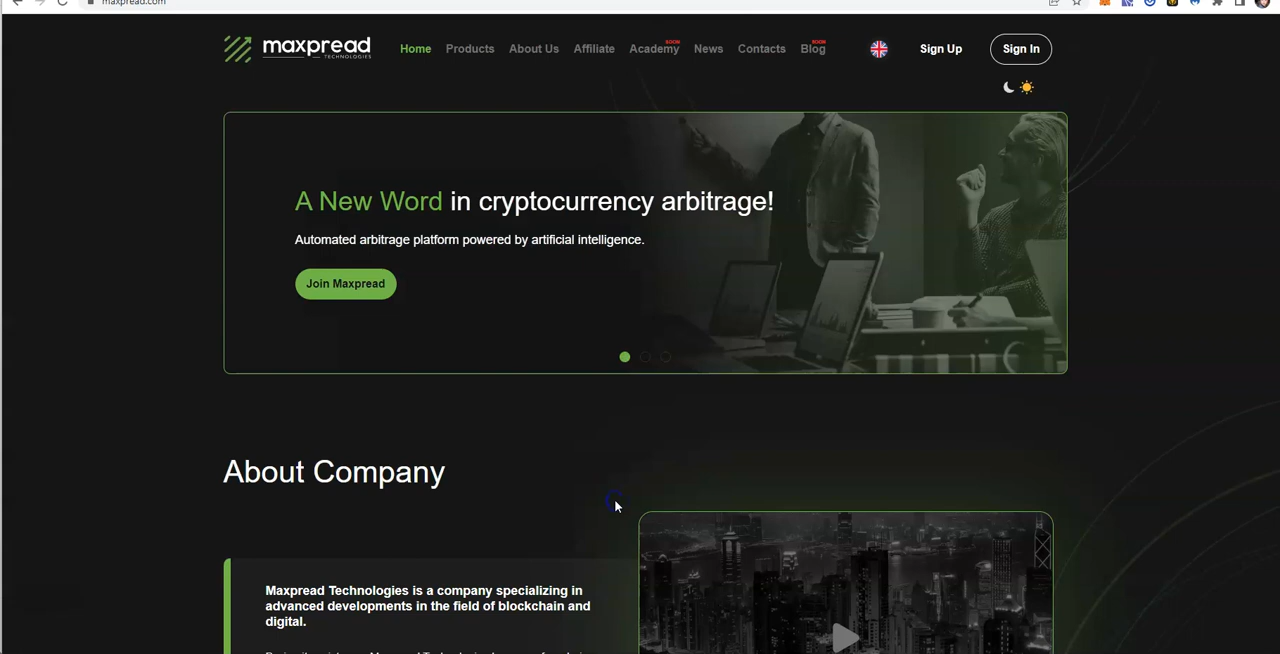 maxpread.com
maxpread
TECHNOLOGIES
Home Products About Us Affiliate Academy SOON News Contacts Blog SOON Sign Up Sign In
A New Word in cryptocurrency arbitrage!
Automated arbitrage platform powered by artificial intelligence.
Join Maxpread
About Company
Maxpread Technologies is a company specializing in
advanced developments in the field of blockchain and
digital.